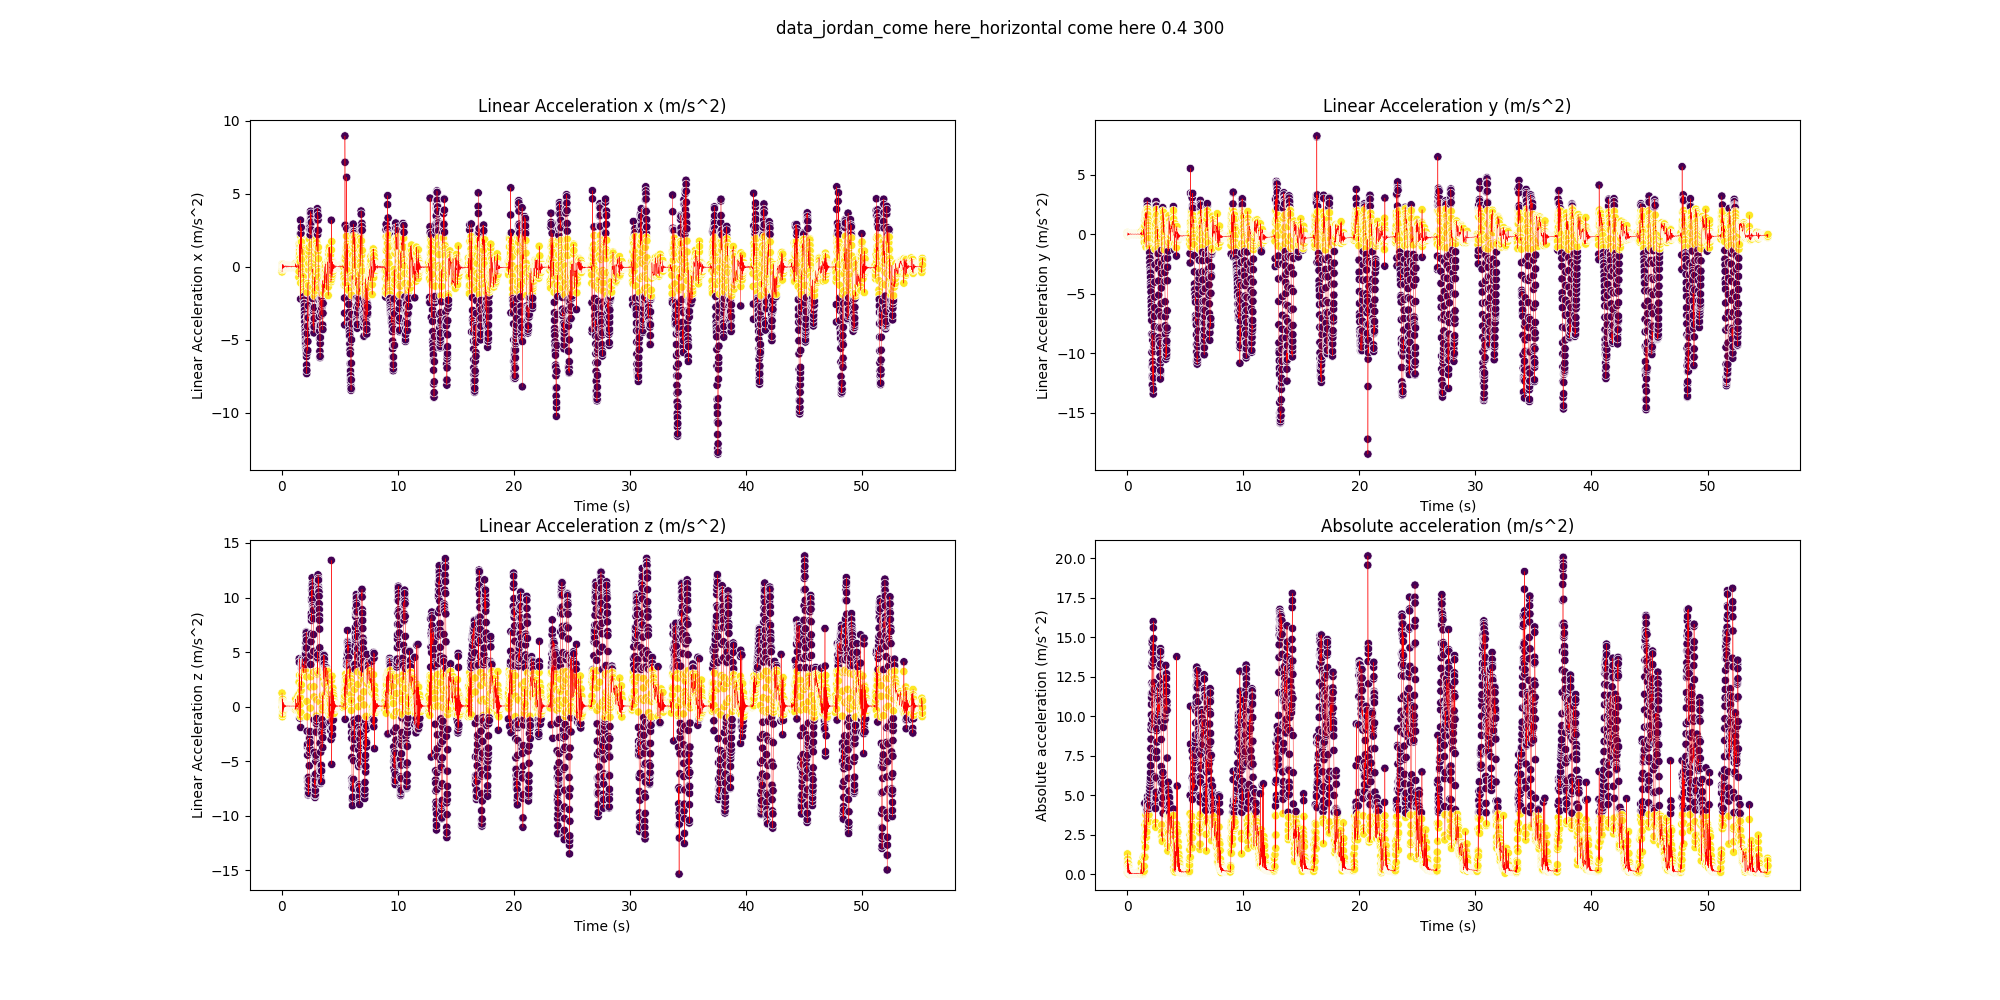 data_jordan_come here_horizontal come here 0.4 300
Linear Acceleration x (m/s^2)
Linear Acceleration x (m/s^2)
10
5
0
−5
−10
0 10 20 30 40 50
Time (s)
Linear Acceleration y (m/s^2)
Linear Acceleration y (m/s^2)
5
0
−5
−10
−15
0 10 20 30 40 50
Time (s)
Linear Acceleration z (m/s^2)
Linear Acceleration z (m/s^2)
15
10
5
0
−5
−10
−15
0 10 20 30 40 50
Time (s)
Absolute acceleration (m/s^2)
Absolute acceleration (m/s^2)
20.0
17.5
15.0
12.5
10.0
7.5
5.0
2.5
0.0
0 10 20 30 40 50
Time (s)